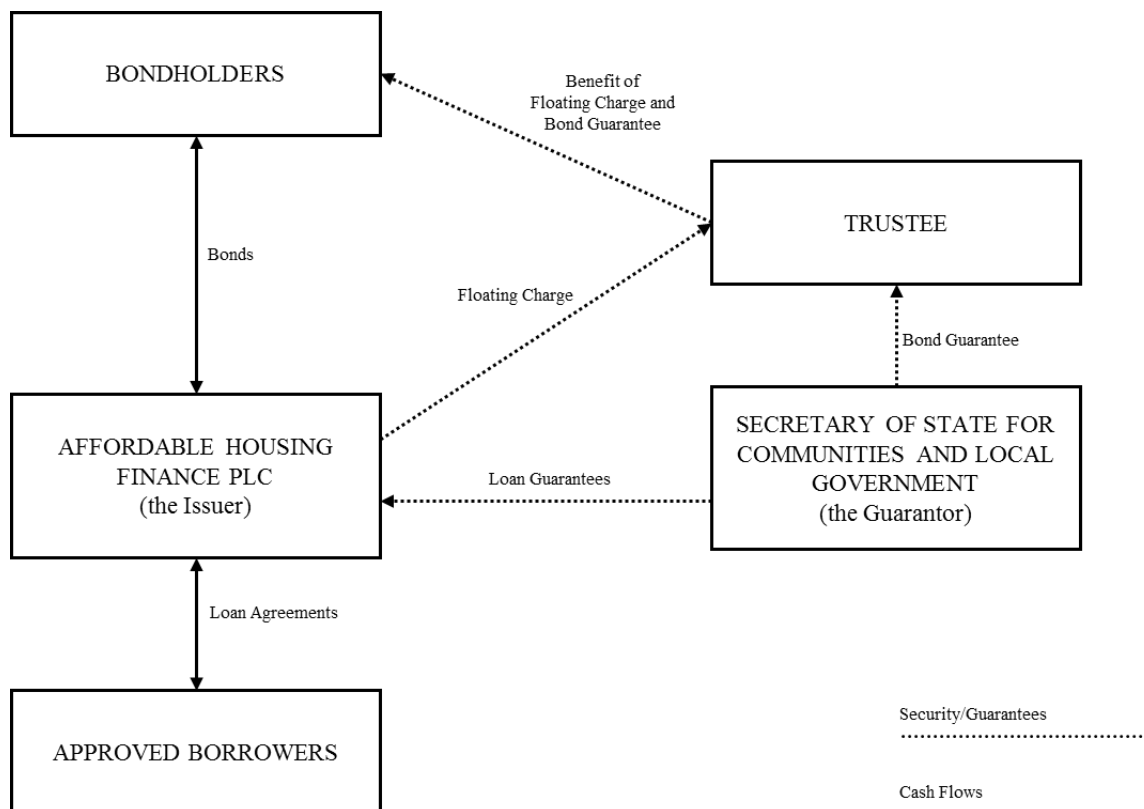 BONDHOLDERS
Benefit of
Floating Charge and
Bond Guarantee
TRUSTEE
Bonds
Floating Charge
Bond Guarantee
AFFORDABLE HOUSING
FINANCE PLC
(the Issuer)
SECRETARY OF STATE FOR
COMMUNITIES AND LOCAL
GOVERNMENT
(the Guarantor)
Loan Guarantees
Loan Agreements
APPROVED BORROWERS
Security/Guarantees
Cash Flows